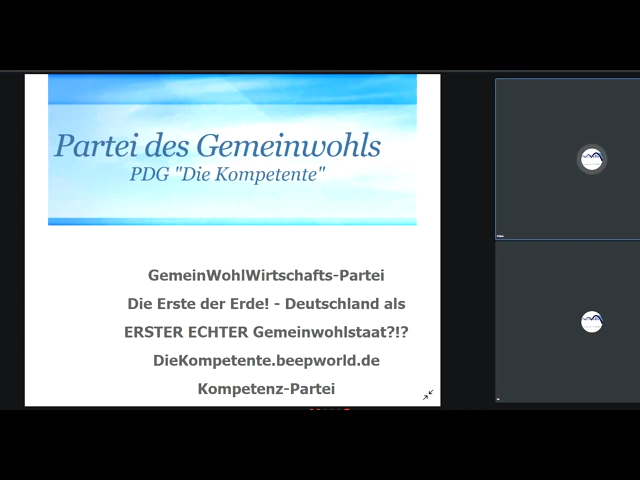 Partei des Gemeinwohls
PDG "Die Kompetente"
GemeinWohlWirtschafts-Partei
Die Erste der Erde! - Deutschland als
ERSTER ECHTER Gemeinwohlstaat?!?
DieKompetente.beepworld.de
Kompetenz-Partei